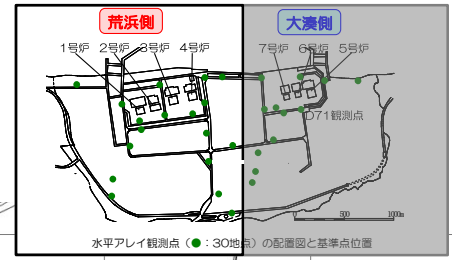 荒浜側
大湊側
1号炉 2号炉 3号炉 4号炉
7号炉 6号炉 5号炉
D71観測点
0 500 1000m
水平アレイ観測点（●：30地点）の配置図と基準点位置